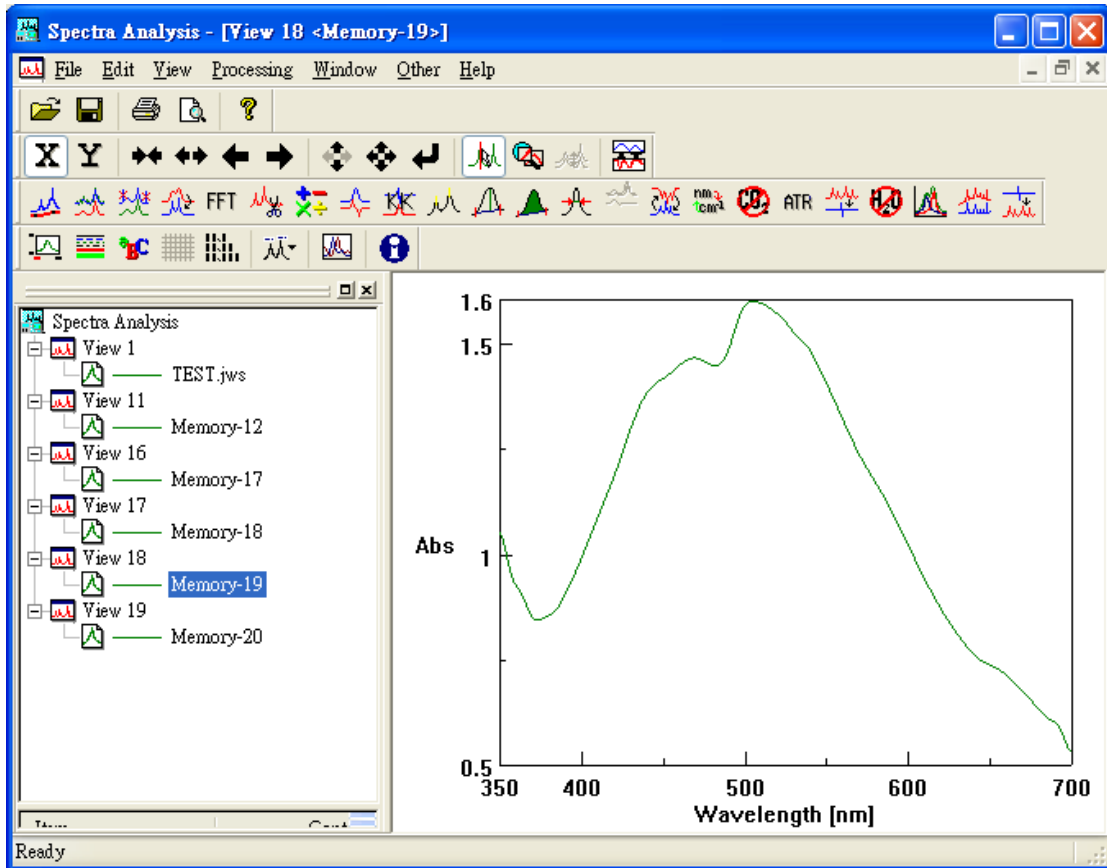 Spectra Analysis - [View 18 <Memory-19>]
File Edit View Processing Window Other Help
X Y
FFT nm cm-1 CO2 ATR H2O
aBC
Spectra Analysis
View 1
TEST.jws
View 11
Memory-12
View 16
Memory-17
View 17
Memory-18
View 18
Memory-19
View 19
Memory-20
1.6
1.5
Abs
1
0.5
350 400 500 600 700
Wavelength [nm]
Ready